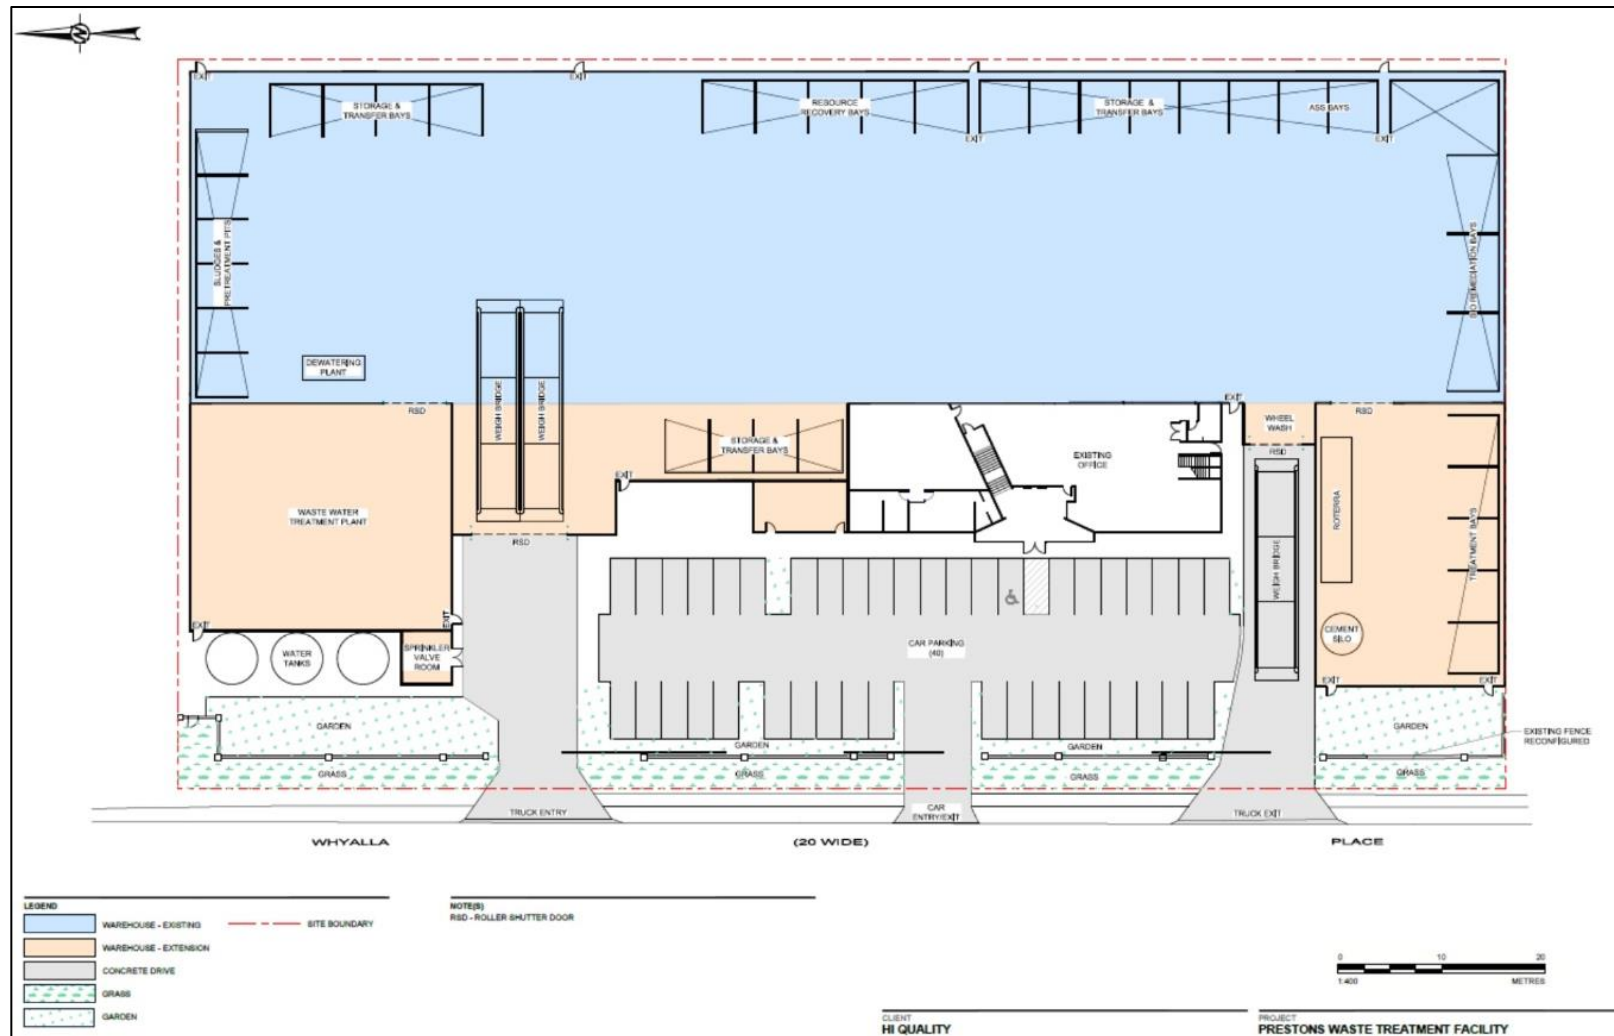 N
EXIT
EXIT
EXIT
EXIT
STORAGE &
TRANSFER BAYS
RESOURCE
RECOVERY BAYS
STORAGE &
TRANSFER BAYS
ASS BAYS
EXIT
EXIT
SLUDGES &
PRETREATMENT PITS
BIO REMEDIATION BAYS
DEWATERING
PLANT
WEIGH BRIDGE
WEIGH BRIDGE
RSD
EXIT
RSD
STORAGE &
TRANSFER BAYS
WHEEL
WASH
EXISTING
OFFICE
RSD
EXIT
WASTE WATER
TREATMENT PLANT
ROTERRA
TREATMENT BAYS
RSD
WEIGH BRIDGE
EXIT
EXIT
CEMENT
SILO
WATER
TANKS
SPRINKLER
VALVE
ROOM
CAR PARKING
(40)
EXIT
EXIT
GARDEN
GARDEN
GARDEN
GARDEN
EXISTING FENCE
RECONFIGURED
GRASS
GRASS
GRASS
GRASS
TRUCK ENTRY
CAR
ENTRY/EXIT
TRUCK EXIT
WHYALLA
(20 WIDE)
PLACE
LEGEND
WAREHOUSE - EXISTING
SITE BOUNDARY
WAREHOUSE - EXTENSION
CONCRETE DRIVE
GRASS
GARDEN
NOTE(S)
RSD - ROLLER SHUTTER DOOR
0 10 20
1:400 METRES
CLIENT
HI QUALITY
PROJECT
PRESTONS WASTE TREATMENT FACILITY